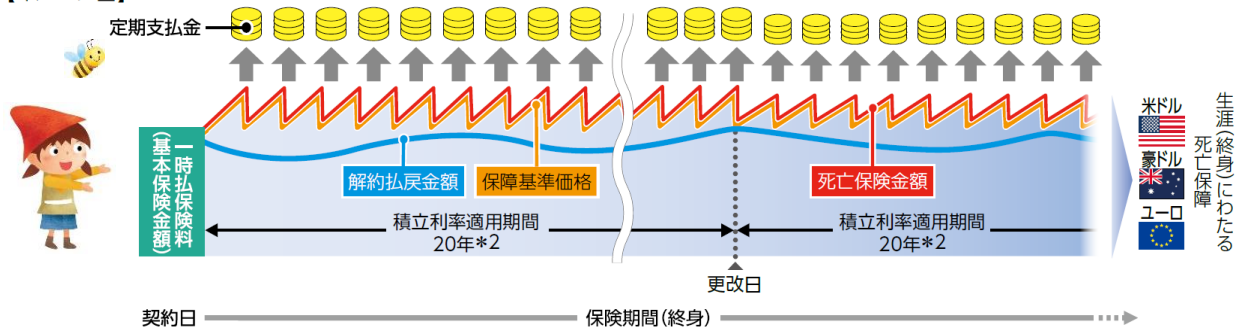 定期支払金
一時払保険料
(基本保険金額)
解約払戻金額
保障基準価格
死亡保険金額
積立利率適用期間
20年*2
積立利率適用期間
20年*2
更改日
契約日
保険期間(終身)
米ドル
豪ドル
ユーロ
生涯(終身)にわたる
死亡保障